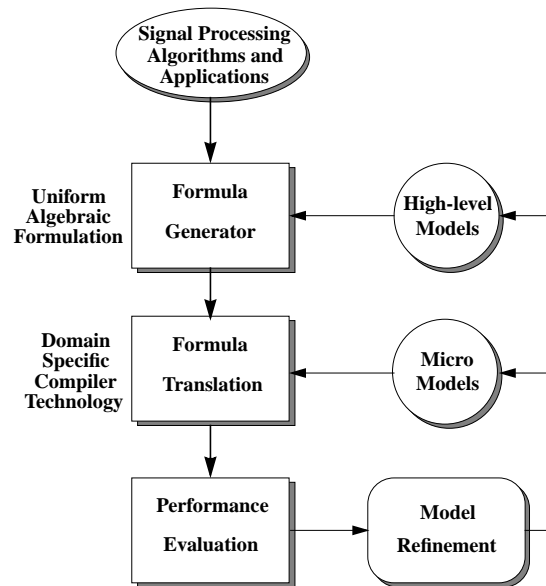 Signal Processing
Algorithms and
Applications
Uniform
Algebraic
Formulation
Formula
Generator
High-level
Models
Domain
Specific
Compiler
Technology
Formula
Translation
Micro
Models
Performance
Evaluation
Model
Refinement